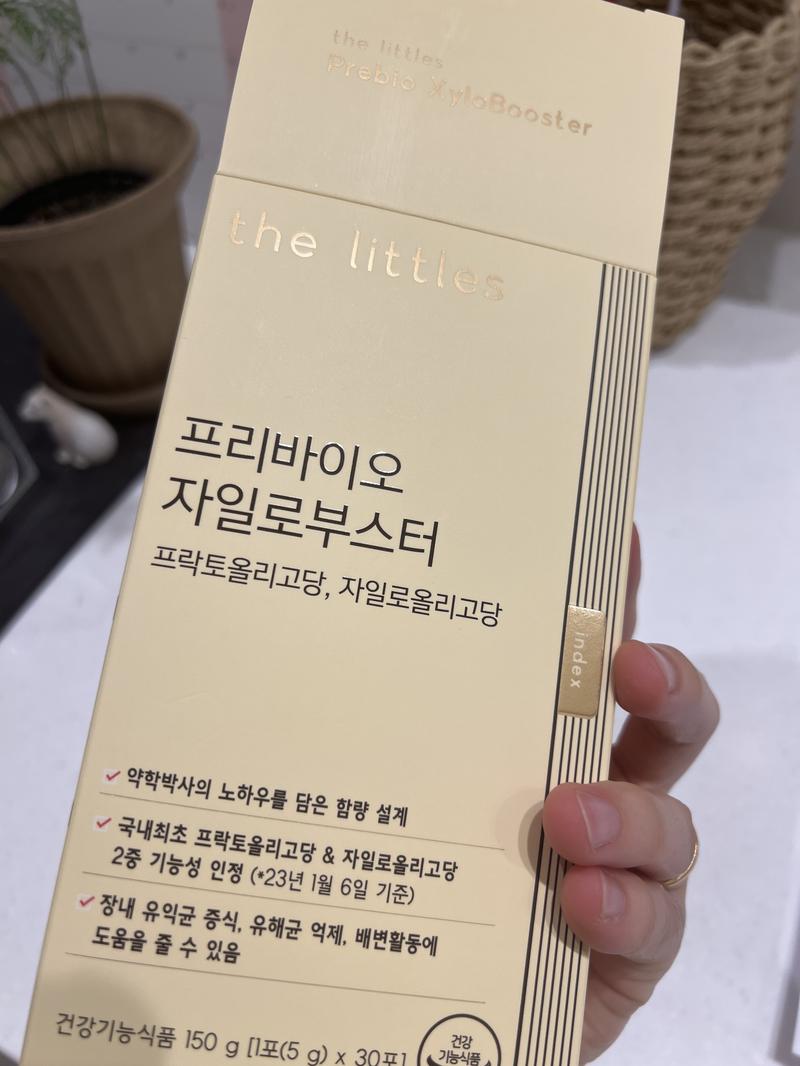 the littles
Prebio XyloBooster
the littles
프리바이오
자일로부스터
프락토올리고당, 자일로올리고당
index
약학박사의 노하우를 담은 함량 설계
국내최초 프락토올리고당 & 자일로올리고당
2중 기능성 인정 (*23년 1월 6일 기준)
장내 유익균 증식, 유해균 억제, 배변활동에
도움을 줄 수 있음
건강기능식품 150 g [1포(5 g) x 30포]
건강
기능식품